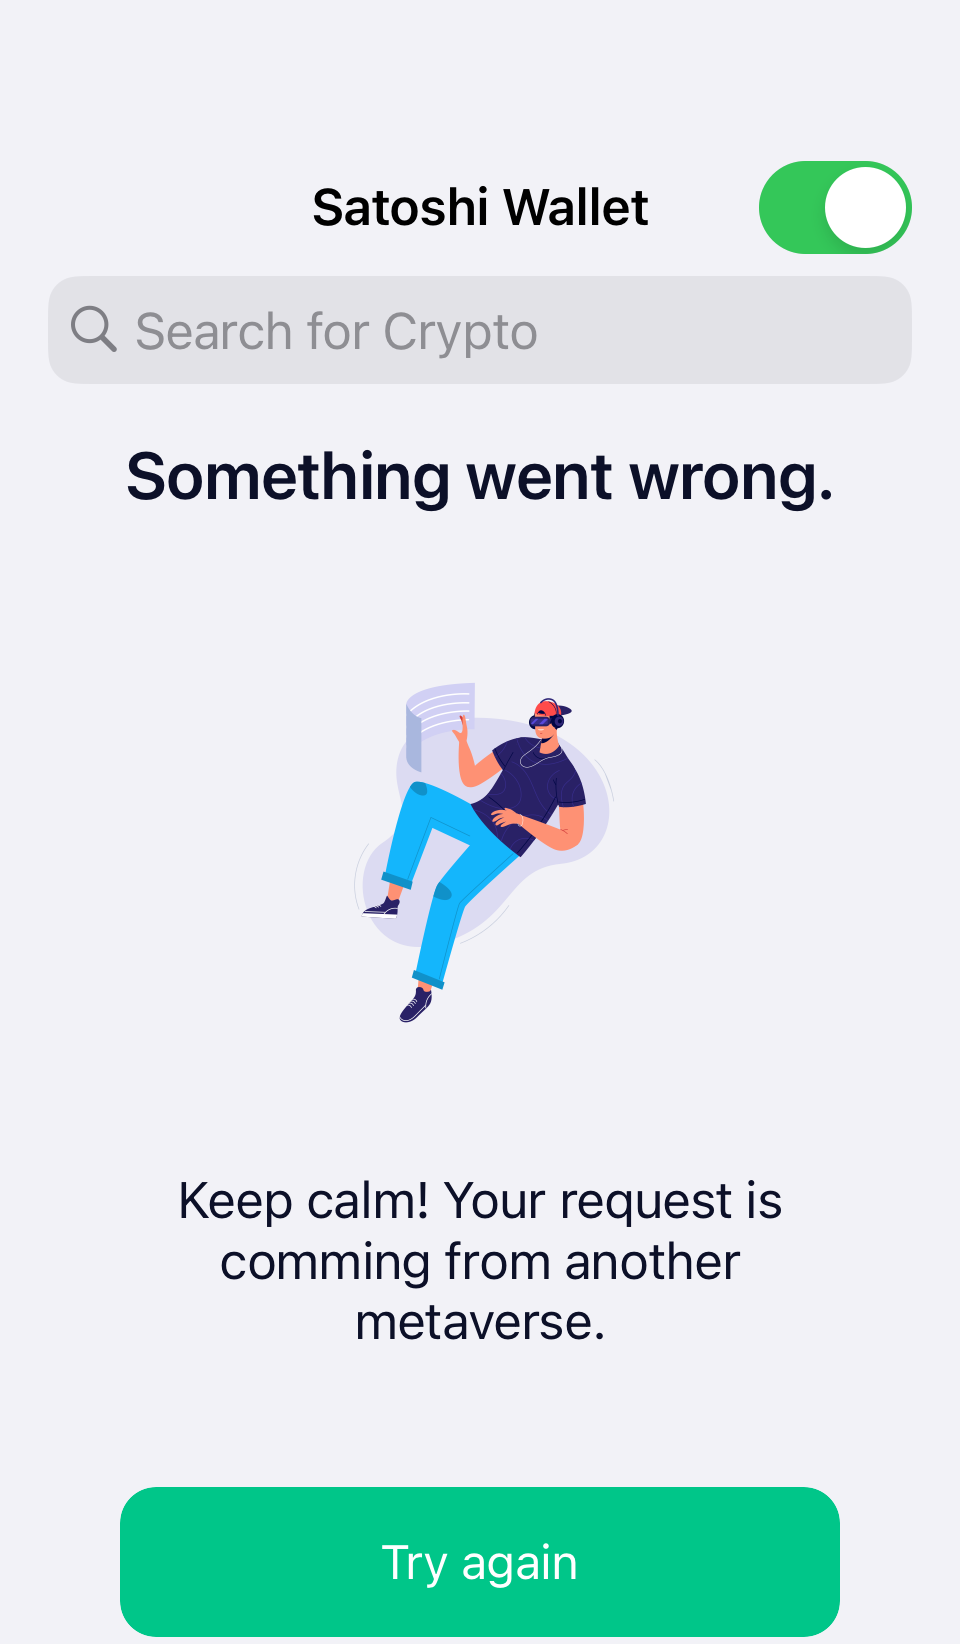 Satoshi Wallet
Search for Crypto
Something went wrong.
Keep calm! Your request is
comming from another
metaverse.
Try again